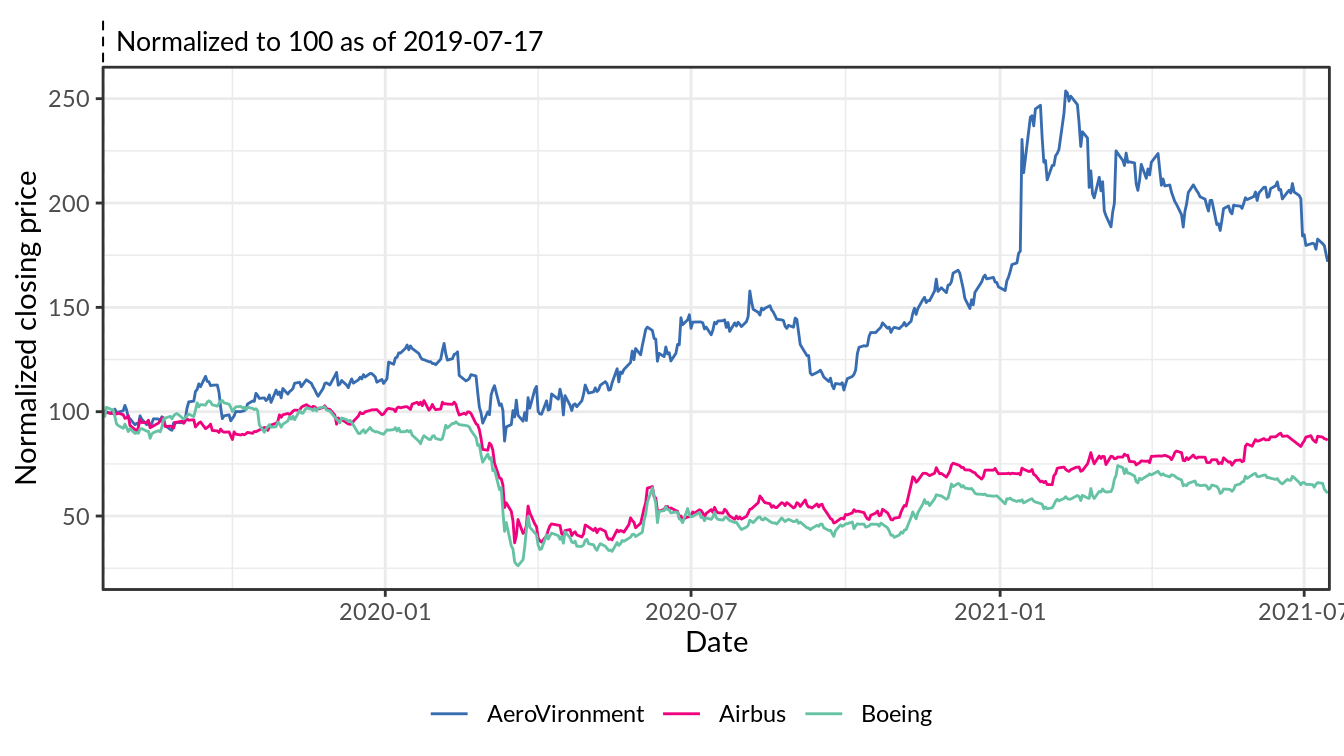 Normalized to 100 as of 2019-07-17
Normalized closing price
250
200
150
100
50
2020-01
2020-07
2021-01
2021-07
Date
AeroVironment
Airbus
Boeing